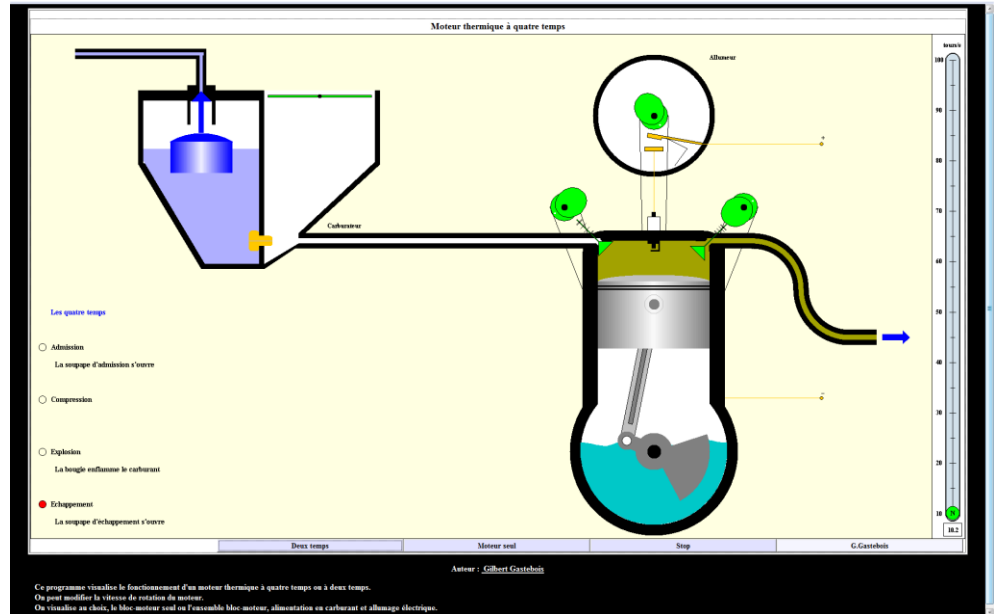 Moteur thermique à quatre temps
tours/s
Allumeur
100
90
80
+
70
Carburateur
60
50
Les quatre temps
Admission
40
La soupape d'admission s'ouvre
Compression
-
30
Explosion
20
La bougie enflamme le carburant
Echappement
10
N
La soupape d'échappement s'ouvre
10.2
Deux temps
Moteur seul
Stop
G.Gastebois
Auteur : Gilbert Gastebois
Ce programme visualise le fonctionnement d'un moteur thermique à quatre temps ou à deux temps.
On peut modifier la vitesse de rotation du moteur.
On visualise au choix, le bloc-moteur seul ou l'ensemble bloc-moteur, alimentation en carburant et allumage électrique.